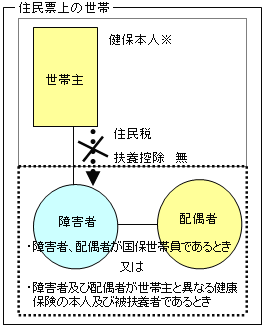 住民票上の世帯
健保本人※
世帯主
住民税
扶養控除　無
障害者
配偶者
・障害者、配偶者が国保世帯員であるとき
又は
・障害者及び配偶者が世帯主と異なる健康
保険の本人及び被扶養者であるとき